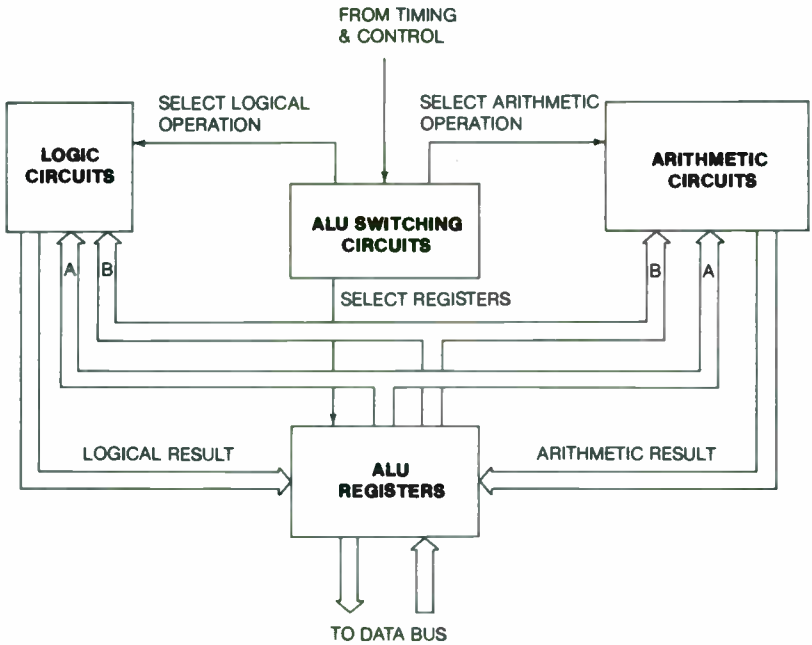 FROM TIMING
& CONTROL
SELECT LOGICAL
OPERATION
SELECT ARITHMETIC
OPERATION
LOGIC
CIRCUITS
ARITHMETIC
CIRCUITS
ALU SWITCHING
CIRCUITS
A
B
B
A
SELECT REGISTERS
LOGICAL RESULT
ARITHMETIC RESULT
ALU
REGISTERS
TO DATA BUS